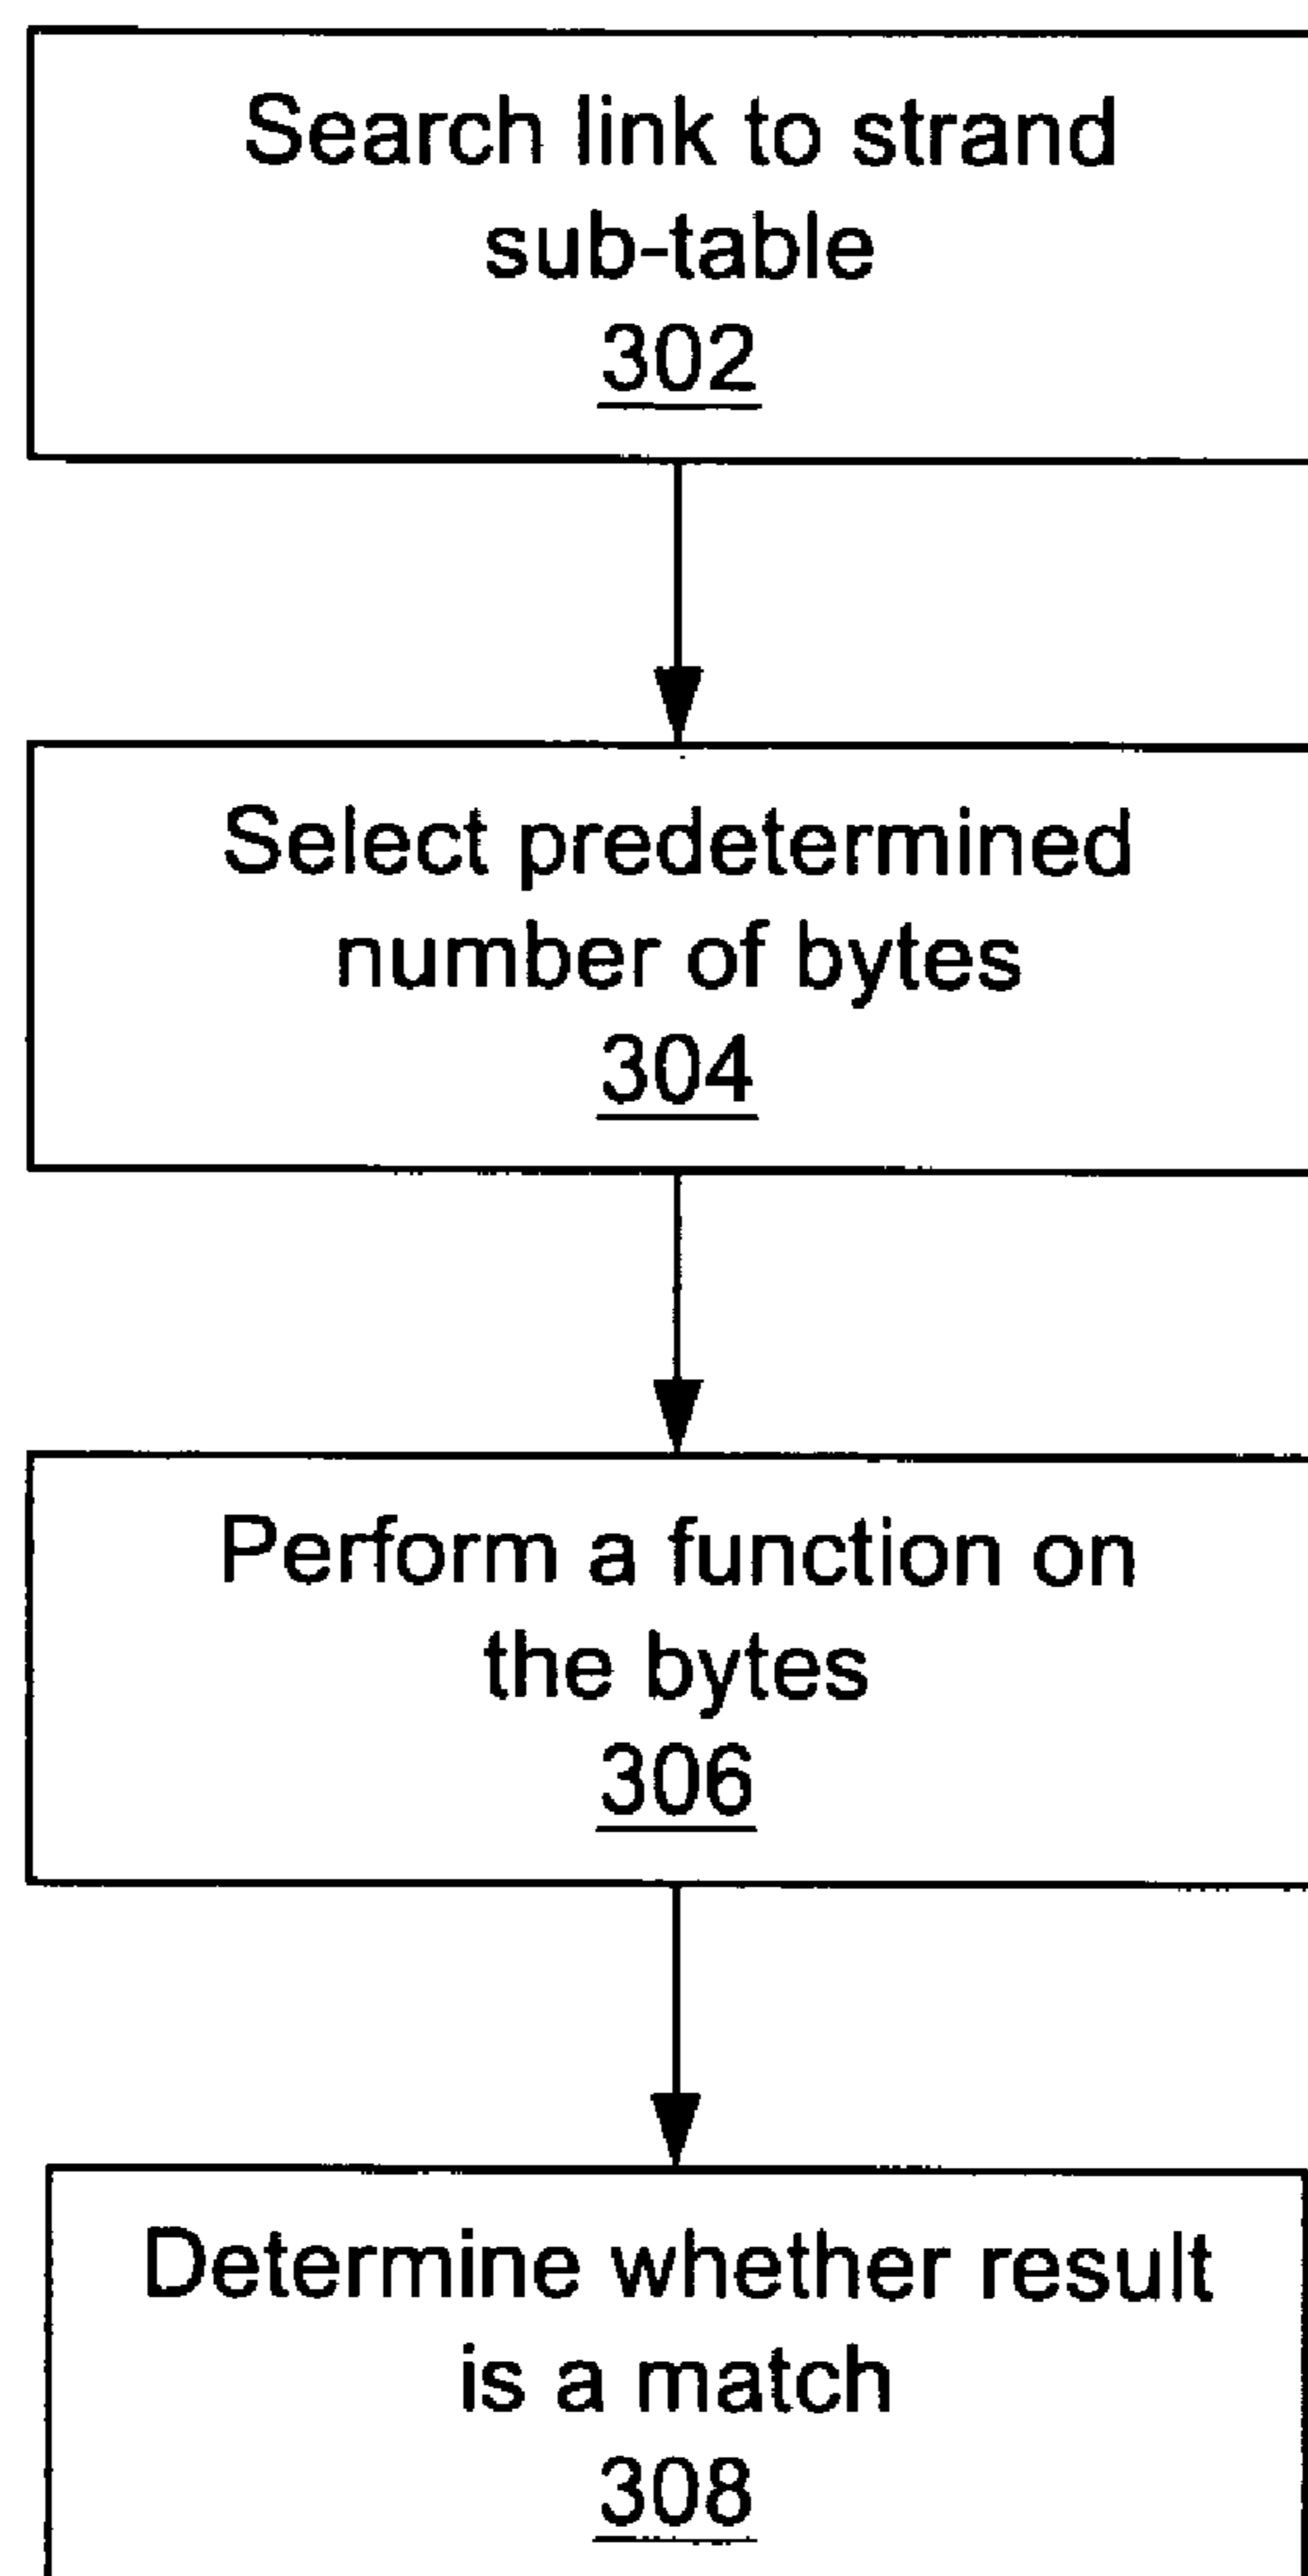 Search link to strand
sub-table
302
Select predetermined
number of bytes
304
Perform a function on
the bytes
306
Determine whether result
is a match
308